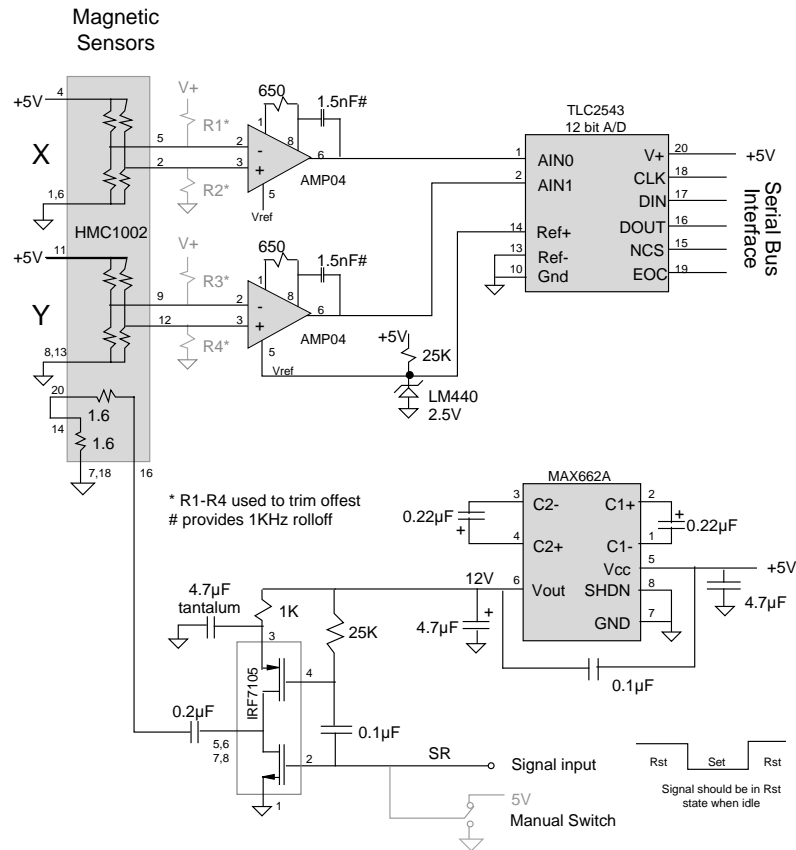 Magnetic
Sensors
4
+5V
X
1,6
5
2
V+
R1*
R2*
650
1.5nF#
1
2
3
8
6
5
-
+
AMP04
Vref
HMC1002
11
+5V
Y
8,13
9
12
V+
R3*
R4*
650
1.5nF#
1
2
3
8
6
5
-
+
AMP04
Vref
+5V
25K
LM440
2.5V
TLC2543
12 bit A/D
1
AIN0
2
AIN1
14
Ref+
13
Ref-
10
Gnd
V+
20
+5V
CLK
18
DIN
17
DOUT
16
NCS
15
EOC
19
Serial Bus
Interface
20
1.6
14
1.6
7,18
16
* R1-R4 used to trim offest
# provides 1KHz rolloff
MAX662A
3
C2-
C1+
2
0.22µF
+
+
0.22µF
4
C2+
C1-
1
Vcc
5
+5V
12V
6
Vout
SHDN
8
4.7µF
GND
7
4.7µF
+
0.1µF
4.7µF
tantalum
1K
25K
3
4
IRF7105
0.2µF
5,6
7,8
0.1µF
2
1
SR
Signal input
5V
Manual Switch
Rst
Set
Rst
Signal should be in Rst
state when idle